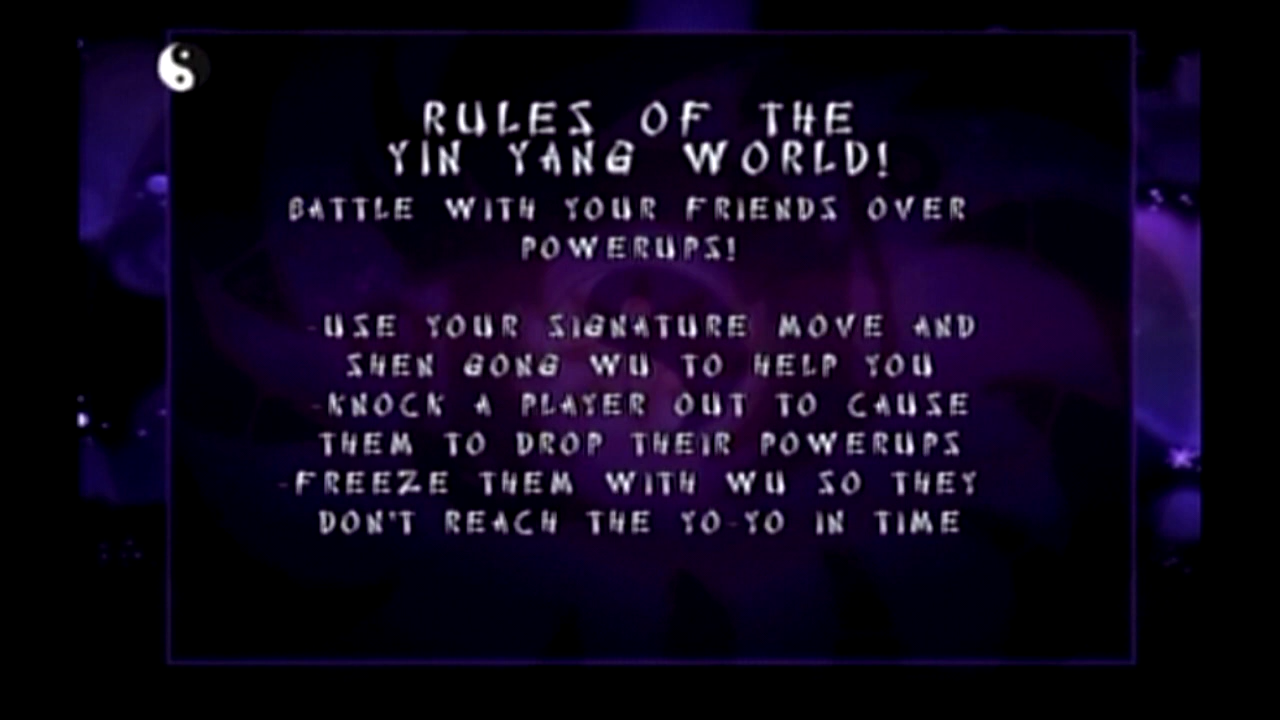 RULES OF THE
YIN YANG WORLD!
BATTLE WITH YOUR FRIENDS OVER
POWERUPS!
-USE YOUR SIGNATURE MOVE AND
SHEN GONG WU TO HELP YOU
-KNOCK A PLAYER OUT TO CAUSE
THEM TO DROP THEIR POWERUPS
-FREEZE THEM WITH WU SO THEY
DON'T REACH THE YO-YO IN TIME